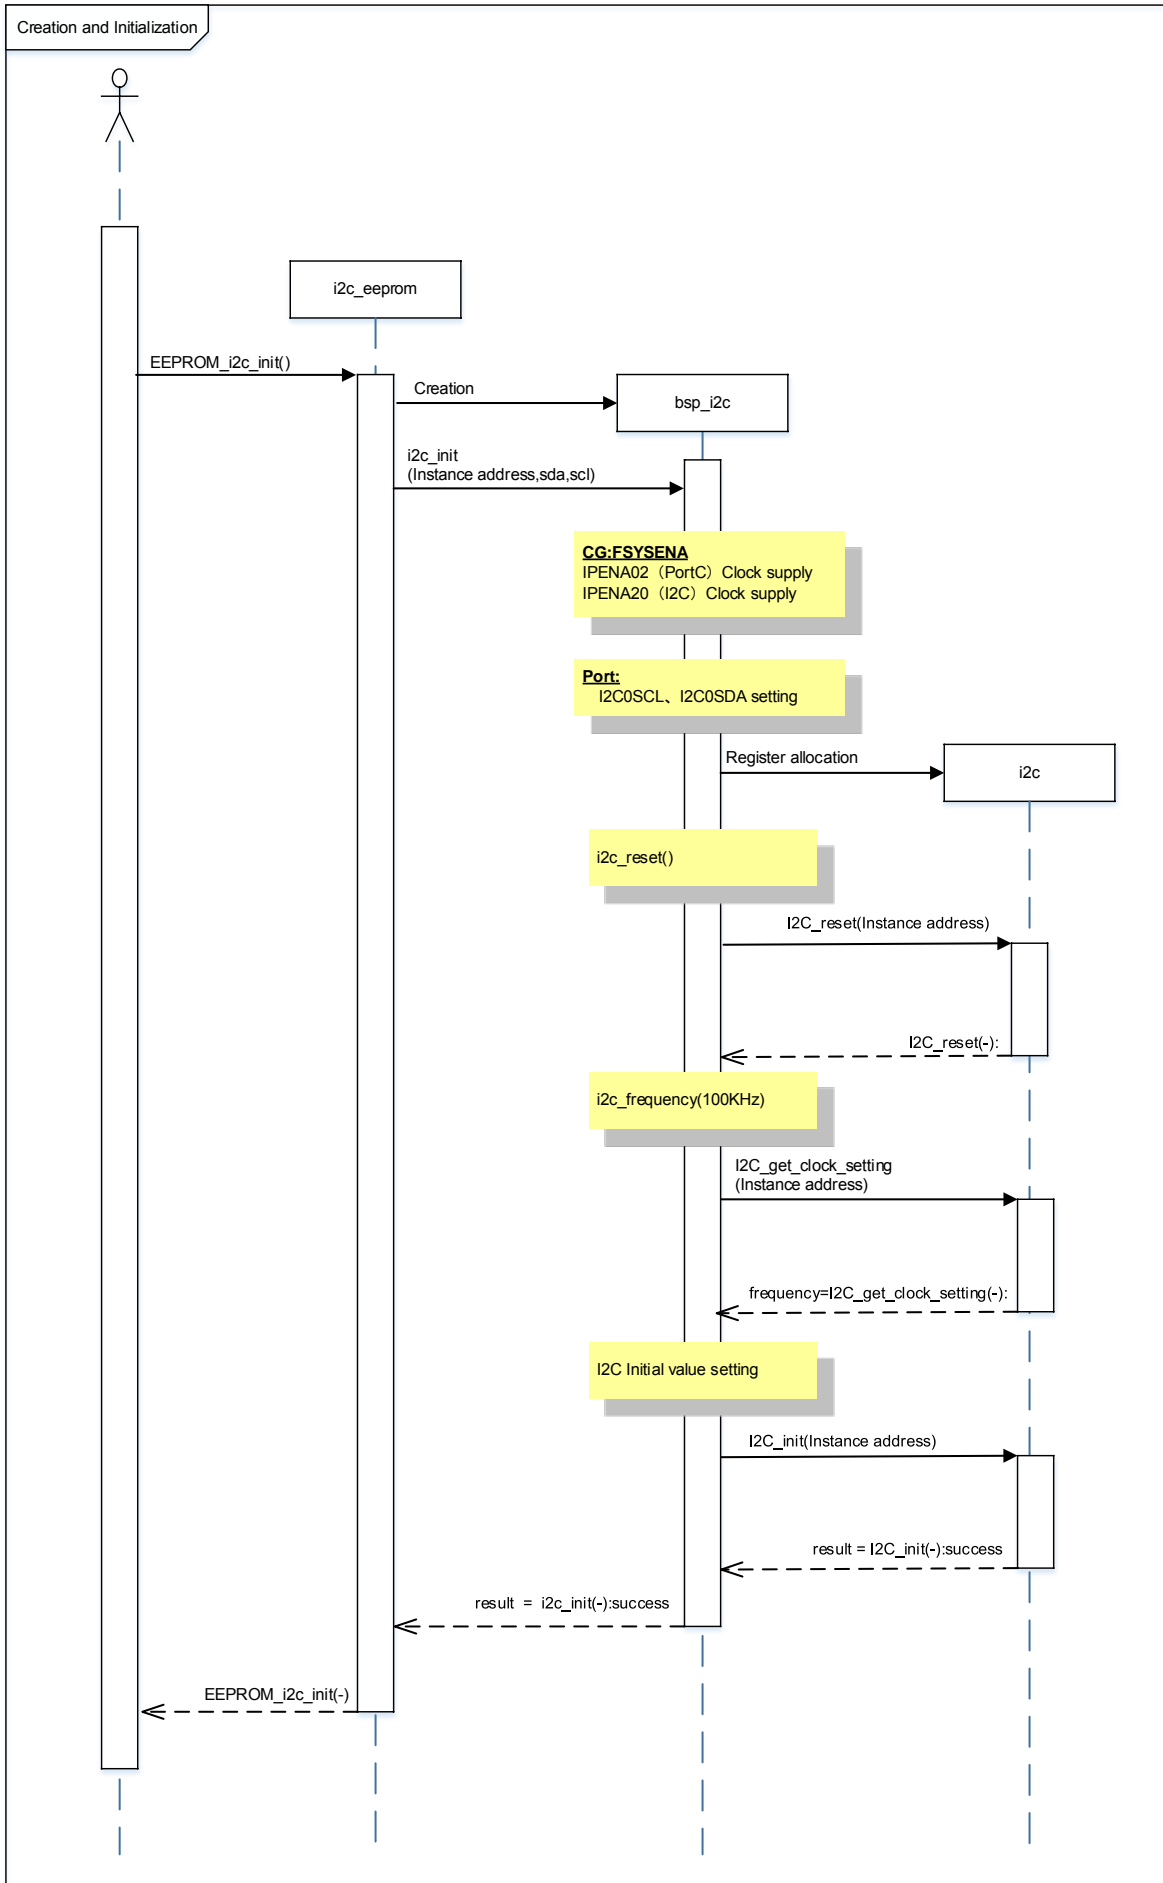 Creation and Initialization
i2c_eeprom
EEPROM_i2c_init()
Creation
bsp_i2c
i2c_init
(Instance address,sda,scl)
CG:FSYSENA
IPENA02（PortC）Clock supply
IPENA20（I2C）Clock supply
Port:
I2C0SCL、I2C0SDA setting
Register allocation
i2c
i2c_reset()
I2C_reset(Instance address)
I2C_reset(-):
i2c_frequency(100KHz)
I2C_get_clock_setting
(Instance address)
frequency=I2C_get_clock_setting(-):
I2C Initial value setting
I2C_init(Instance address)
result = I2C_init(-):success
result = i2c_init(-):success
EEPROM_i2c_init(-)